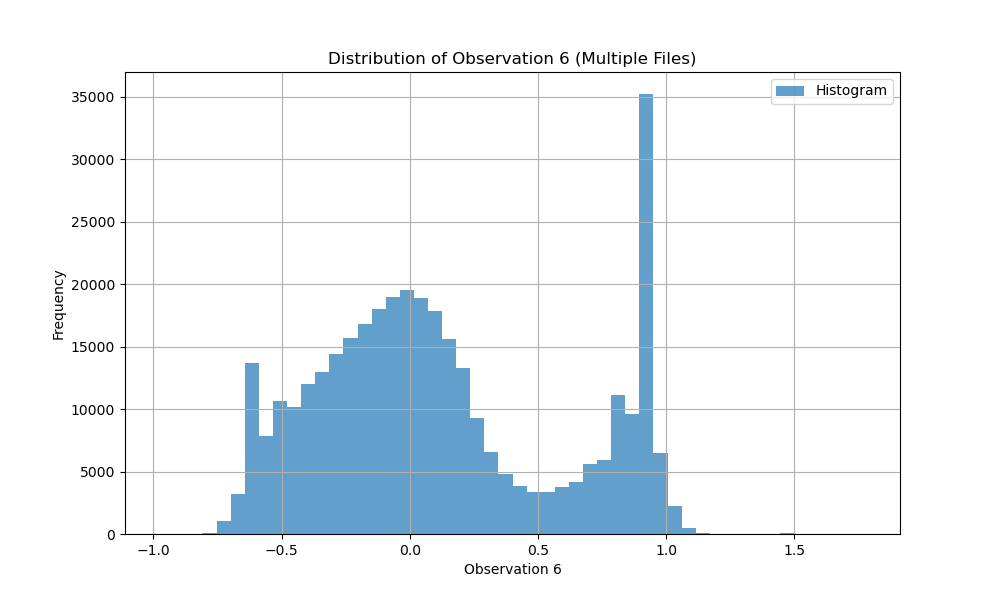 Distribution of Observation 6 (Multiple Files)
Histogram
Frequency
35000
30000
25000
20000
15000
10000
5000
0
−1.0 −0.5 0.0 0.5 1.0 1.5
Observation 6